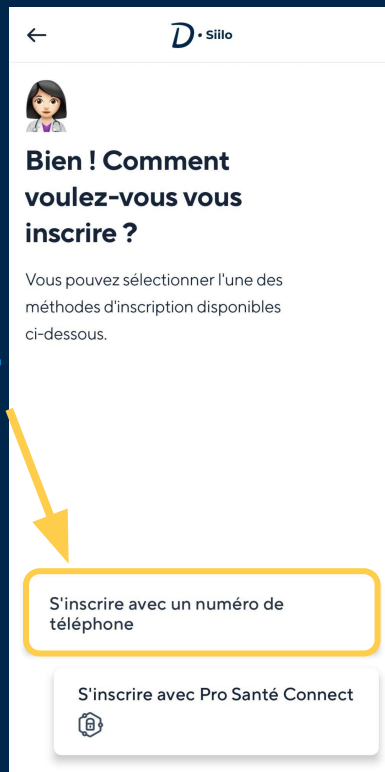 D • Siilo
Bien ! Comment
voulez-vous vous
inscrire ?
Vous pouvez sélectionner l'une des
méthodes d'inscription disponibles
ci-dessous.
S'inscrire avec un numéro de
téléphone
S'inscrire avec Pro Santé Connect